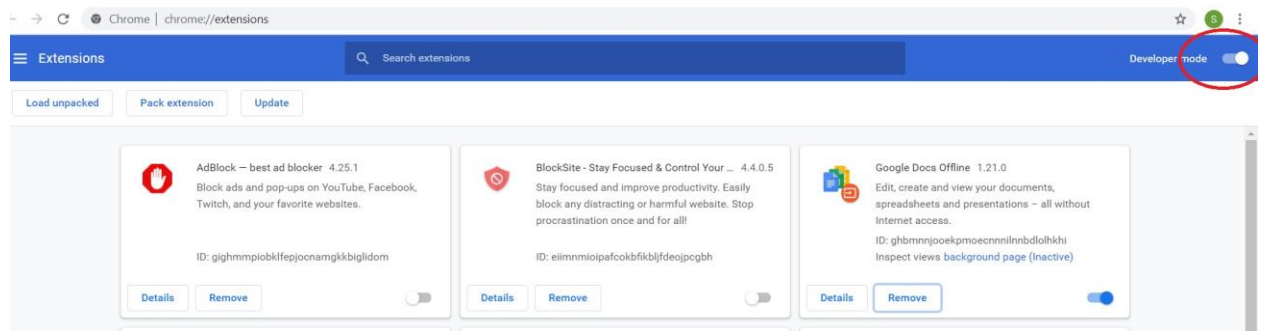 Chrome | chrome://extensions
S
Extensions
Search extensions
Developer mode
Load unpacked
Pack extension
Update
AdBlock — best ad blocker 4.25.1
Block ads and pop-ups on YouTube, Facebook,
Twitch, and your favorite websites.
ID: gighmmpiobklfepjocnamgkkbiglidom
Details
Remove
BlockSite - Stay Focused & Control Your ... 4.4.0.5
Stay focused and improve productivity. Easily
block any distracting or harmful website. Stop
procrastination once and for all!
ID: eiimnmioipafcokbfikbljfdeojpcgbh
Details
Remove
Google Docs Offline 1.21.0
Edit, create and view your documents,
spreadsheets and presentations – all without
Internet access.
ID: ghbmnnjooekpmoecnnnilnnbdlolhkhi
Inspect views background page (Inactive)
Details
Remove